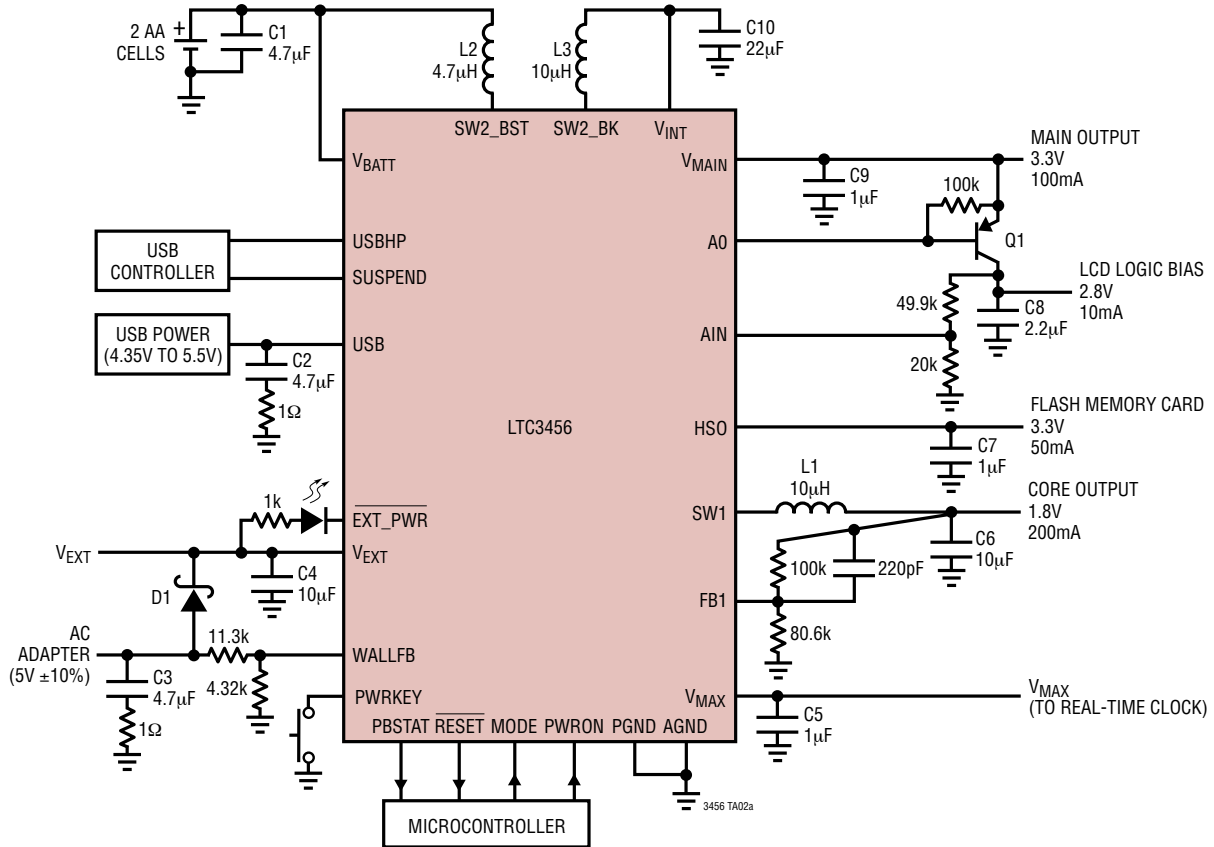 2 AA
CELLS
+
C1
4.7µF
L2
4.7µH
L3
10µH
C10
22µF
SW2_BST
SW2_BK
VINT
VBATT
VMAIN
C9
1µF
MAIN OUTPUT
3.3V
100mA
100k
USB
CONTROLLER
USBHP
SUSPEND
A0
Q1
LCD LOGIC BIAS
2.8V
10mA
49.9k
C8
2.2µF
USB POWER
(4.35V TO 5.5V)
USB
AIN
C2
4.7µF
1Ω
20k
LTC3456
HSO
FLASH MEMORY CARD
3.3V
50mA
C7
1µF
L1
10µH
1k
EXT_PWR
SW1
CORE OUTPUT
1.8V
200mA
C6
10µF
VEXT
VEXT
C4
10µF
100k
220pF
D1
FB1
80.6k
AC
ADAPTER
(5V ±10%)
11.3k
WALLFB
C3
4.7µF
4.32k
1Ω
PWRKEY
VMAX
VMAX
(TO REAL-TIME CLOCK)
C5
1µF
PBSTAT
RESET
MODE
PWRON
PGND
AGND
3456 TA02a
MICROCONTROLLER